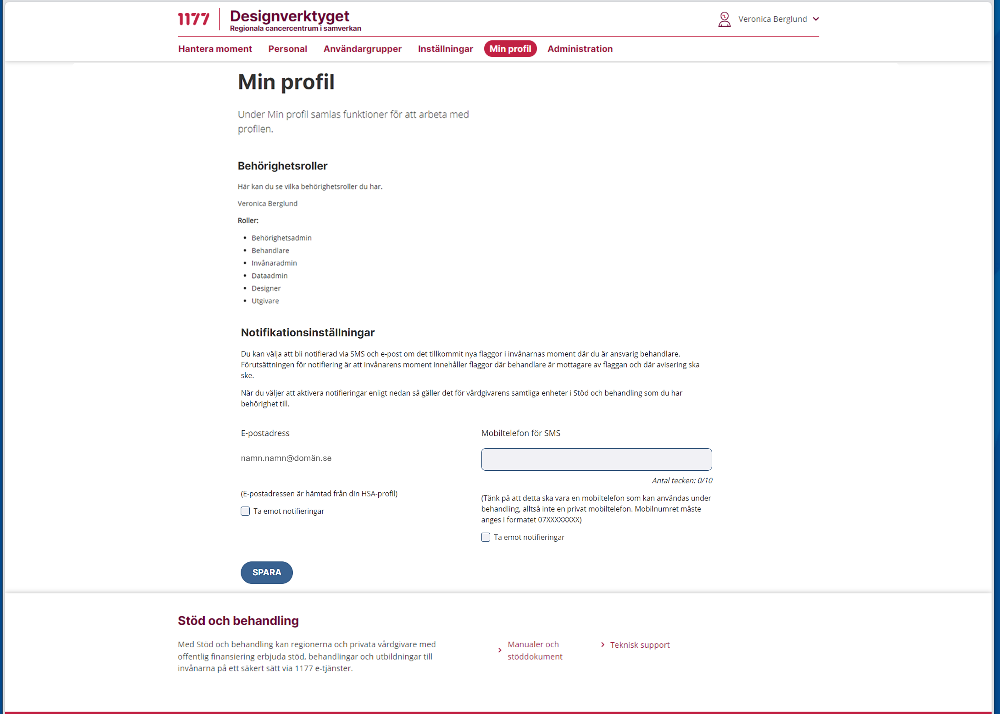 1177
Designverktyget
Regionala cancercentrum i samverkan
Veronica Berglund
Hantera moment Personal Användargrupper Inställningar Min profil Administration
Min profil
Under Min profil samlas funktioner för att arbeta med
profilen.
Behörighetsroller
Här kan du se vilka behörighetsroller du har.
Veronica Berglund
Roller:
• Behörighetsadmin
• Behandlare
• Invånaradmin
• Dataadmin
• Designer
• Utgivare
Notifikationsinställningar
Du kan välja att bli notifierad via SMS och e-post om det tillkommit nya flaggor i invånarnas moment där du är ansvarig behandlare.
Förutsättningen för notifiering är att invånarens moment innehåller flaggor där behandlare är mottagare av flaggan och där avisering ska
ske.
När du väljer att aktivera notifieringar enligt nedan så gäller det för vårdgivarens samtliga enheter i Stöd och behandling som du har
behörighet till.
E-postadress
namn.namn@domän.se
(E-postadressen är hämtad från din HSA-profil)
Ta emot notifieringar
Mobiltelefon för SMS
Antal tecken: 0/10
(Tänk på att detta ska vara en mobiltelefon som kan användas under
behandling, alltså inte en privat mobiltelefon. Mobilnumret måste
anges i formatet 07XXXXXXXX)
Ta emot notifieringar
SPARA
Stöd och behandling
Med Stöd och behandling kan regionerna och privata vårdgivare med
offentlig finansiering erbjuda stöd, behandlingar och utbildningar till
invånarna på ett säkert sätt via 1177 e-tjänster.
Manualer och
stöddokument
Teknisk support